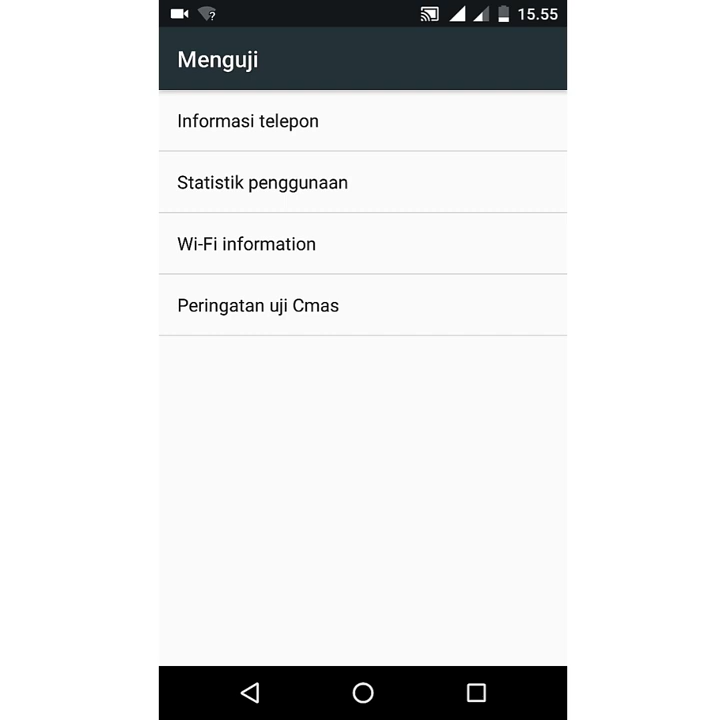 15.55
Menguji
Informasi telepon
Statistik penggunaan
Wi-Fi information
Peringatan uji Cmas